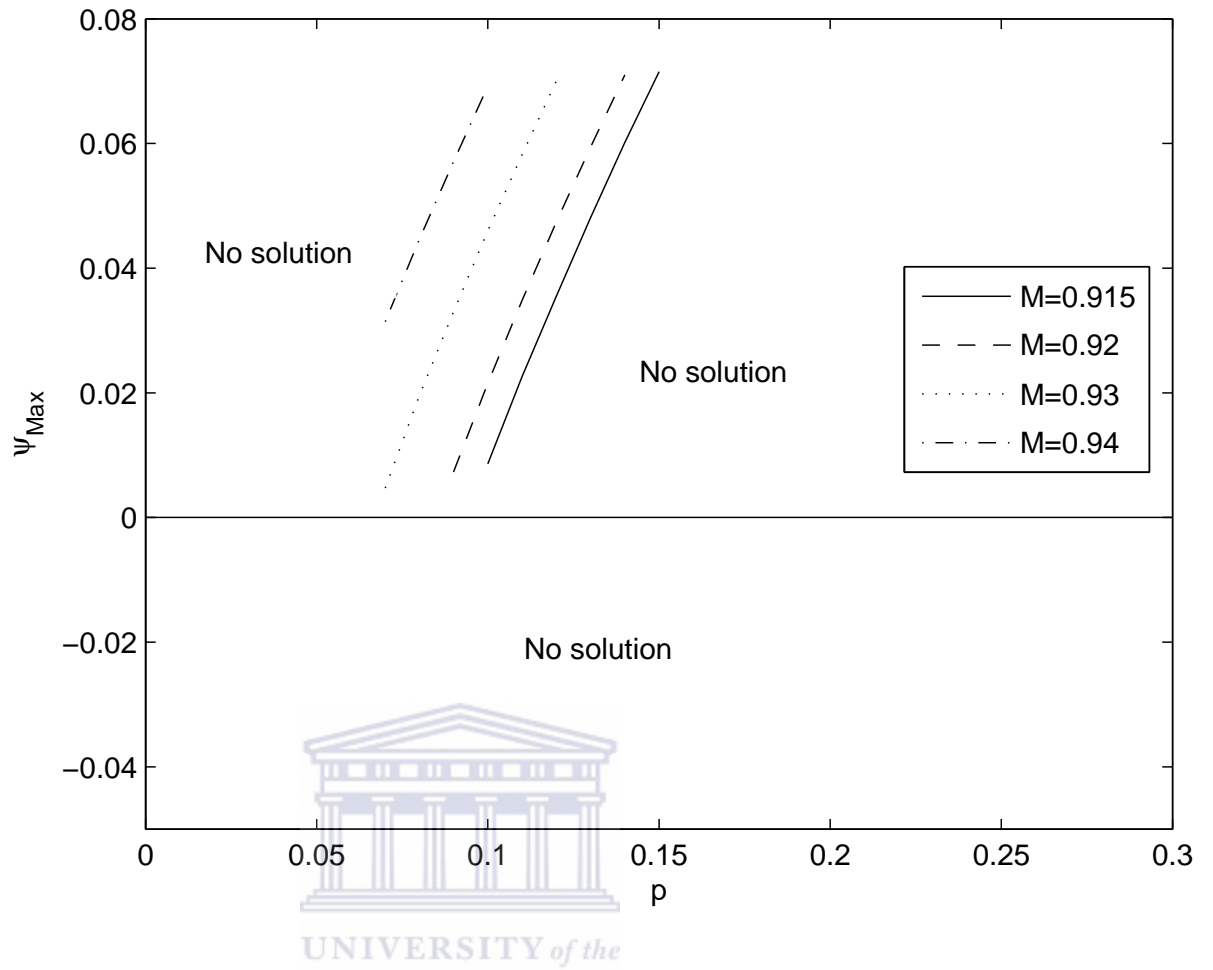 0.08
0.06
0.04
0.02
0
−0.02
−0.04
ψMax
No solution
No solution
No solution
M=0.915
M=0.92
M=0.93
M=0.94
0
0.05
0.1
0.15
0.2
0.25
0.3
p
UNIVERSITY of the